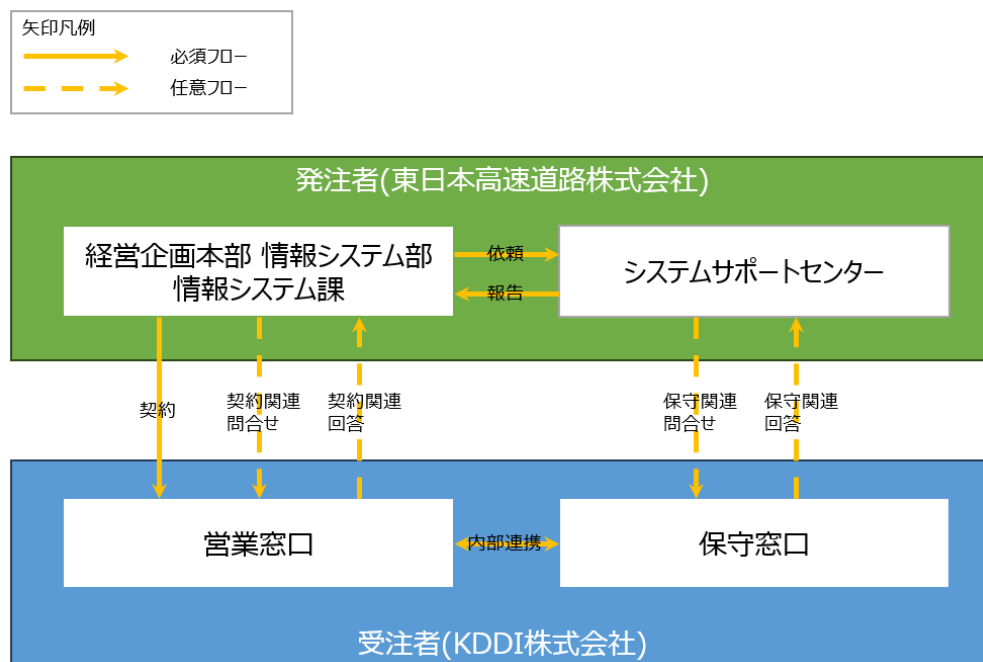 矢印凡例
必須フロー
任意フロー
発注者(東日本高速道路株式会社)
経営企画本部 情報システム部
情報システム課
依頼
報告
システムサポートセンター
契約
契約関連
問合せ
契約関連
回答
保守関連
問合せ
保守関連
回答
営業窓口
内部連携
保守窓口
受注者(KDDI株式会社)